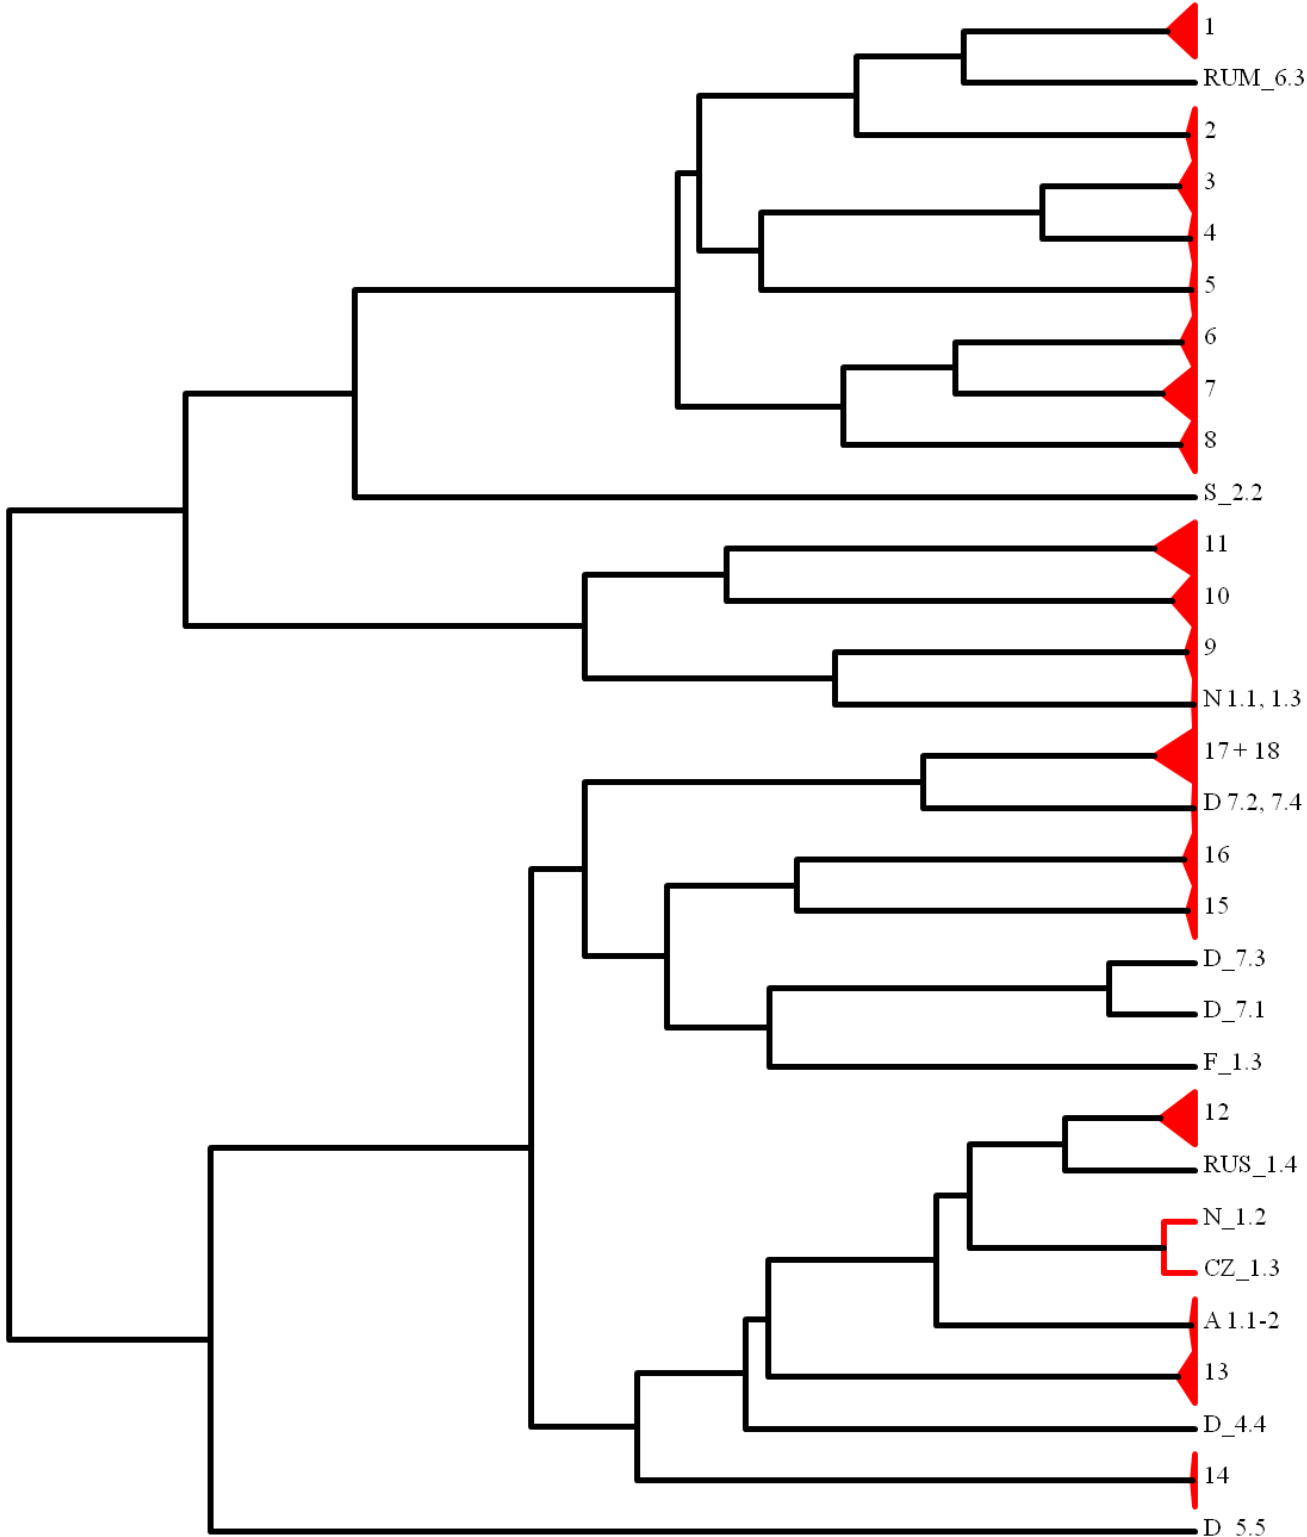 1
RUM_6.3
2
3
4
5
6
7
8
S_2.2
11
10
9
N 1.1, 1.3
17+ 18
D 7.2, 7.4
16
15
D_7.3
D_7.1
F_1.3
12
RUS_1.4
N_1.2
CZ_1.3
A 1.1-2
13
D_4.4
14
D_5.5